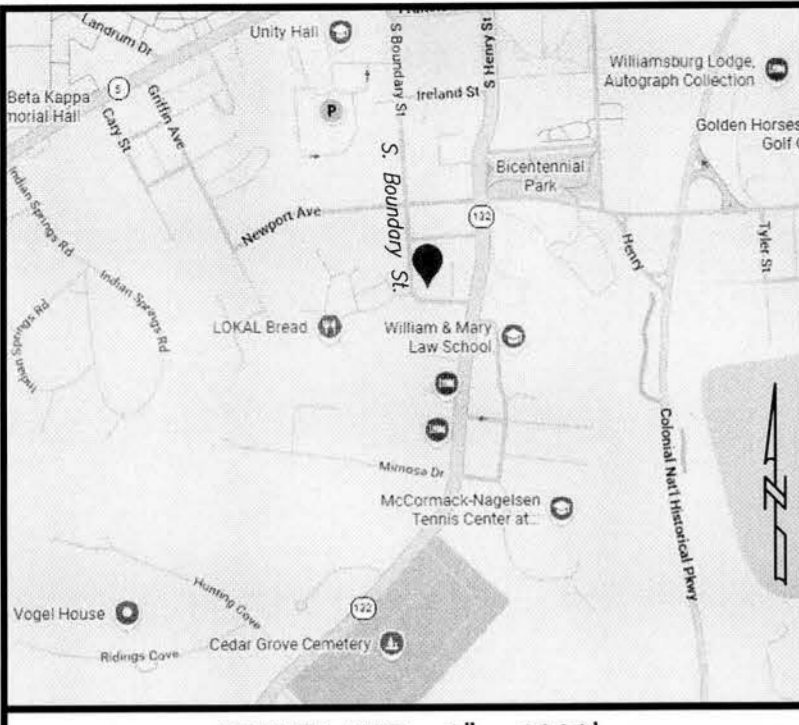 Landrum Dr
Unity Hall
S Boundary St
S Henry St
Williamsburg Lodge,
Autograph Collection
Beta Kappa
morial Hall
5
Cary St
Griffin Ave
P
Ireland St
Golden Horses
Golf
Bicentennial
Park
Indian Springs Rd
S. Boundary St.
Newport Ave
132
Henry
Tyler St
Indian Springs Rd
Indian Springs Rd
LOKAL Bread
William & Mary
Law School
Colonial Nat'l Historical Pkwy
N
Mimosa Dr
McCormack-Nagelsen
Tennis Center at...
Hunting Cove
132
Vogel House
Cedar Grove Cemetery
Ridings Cove